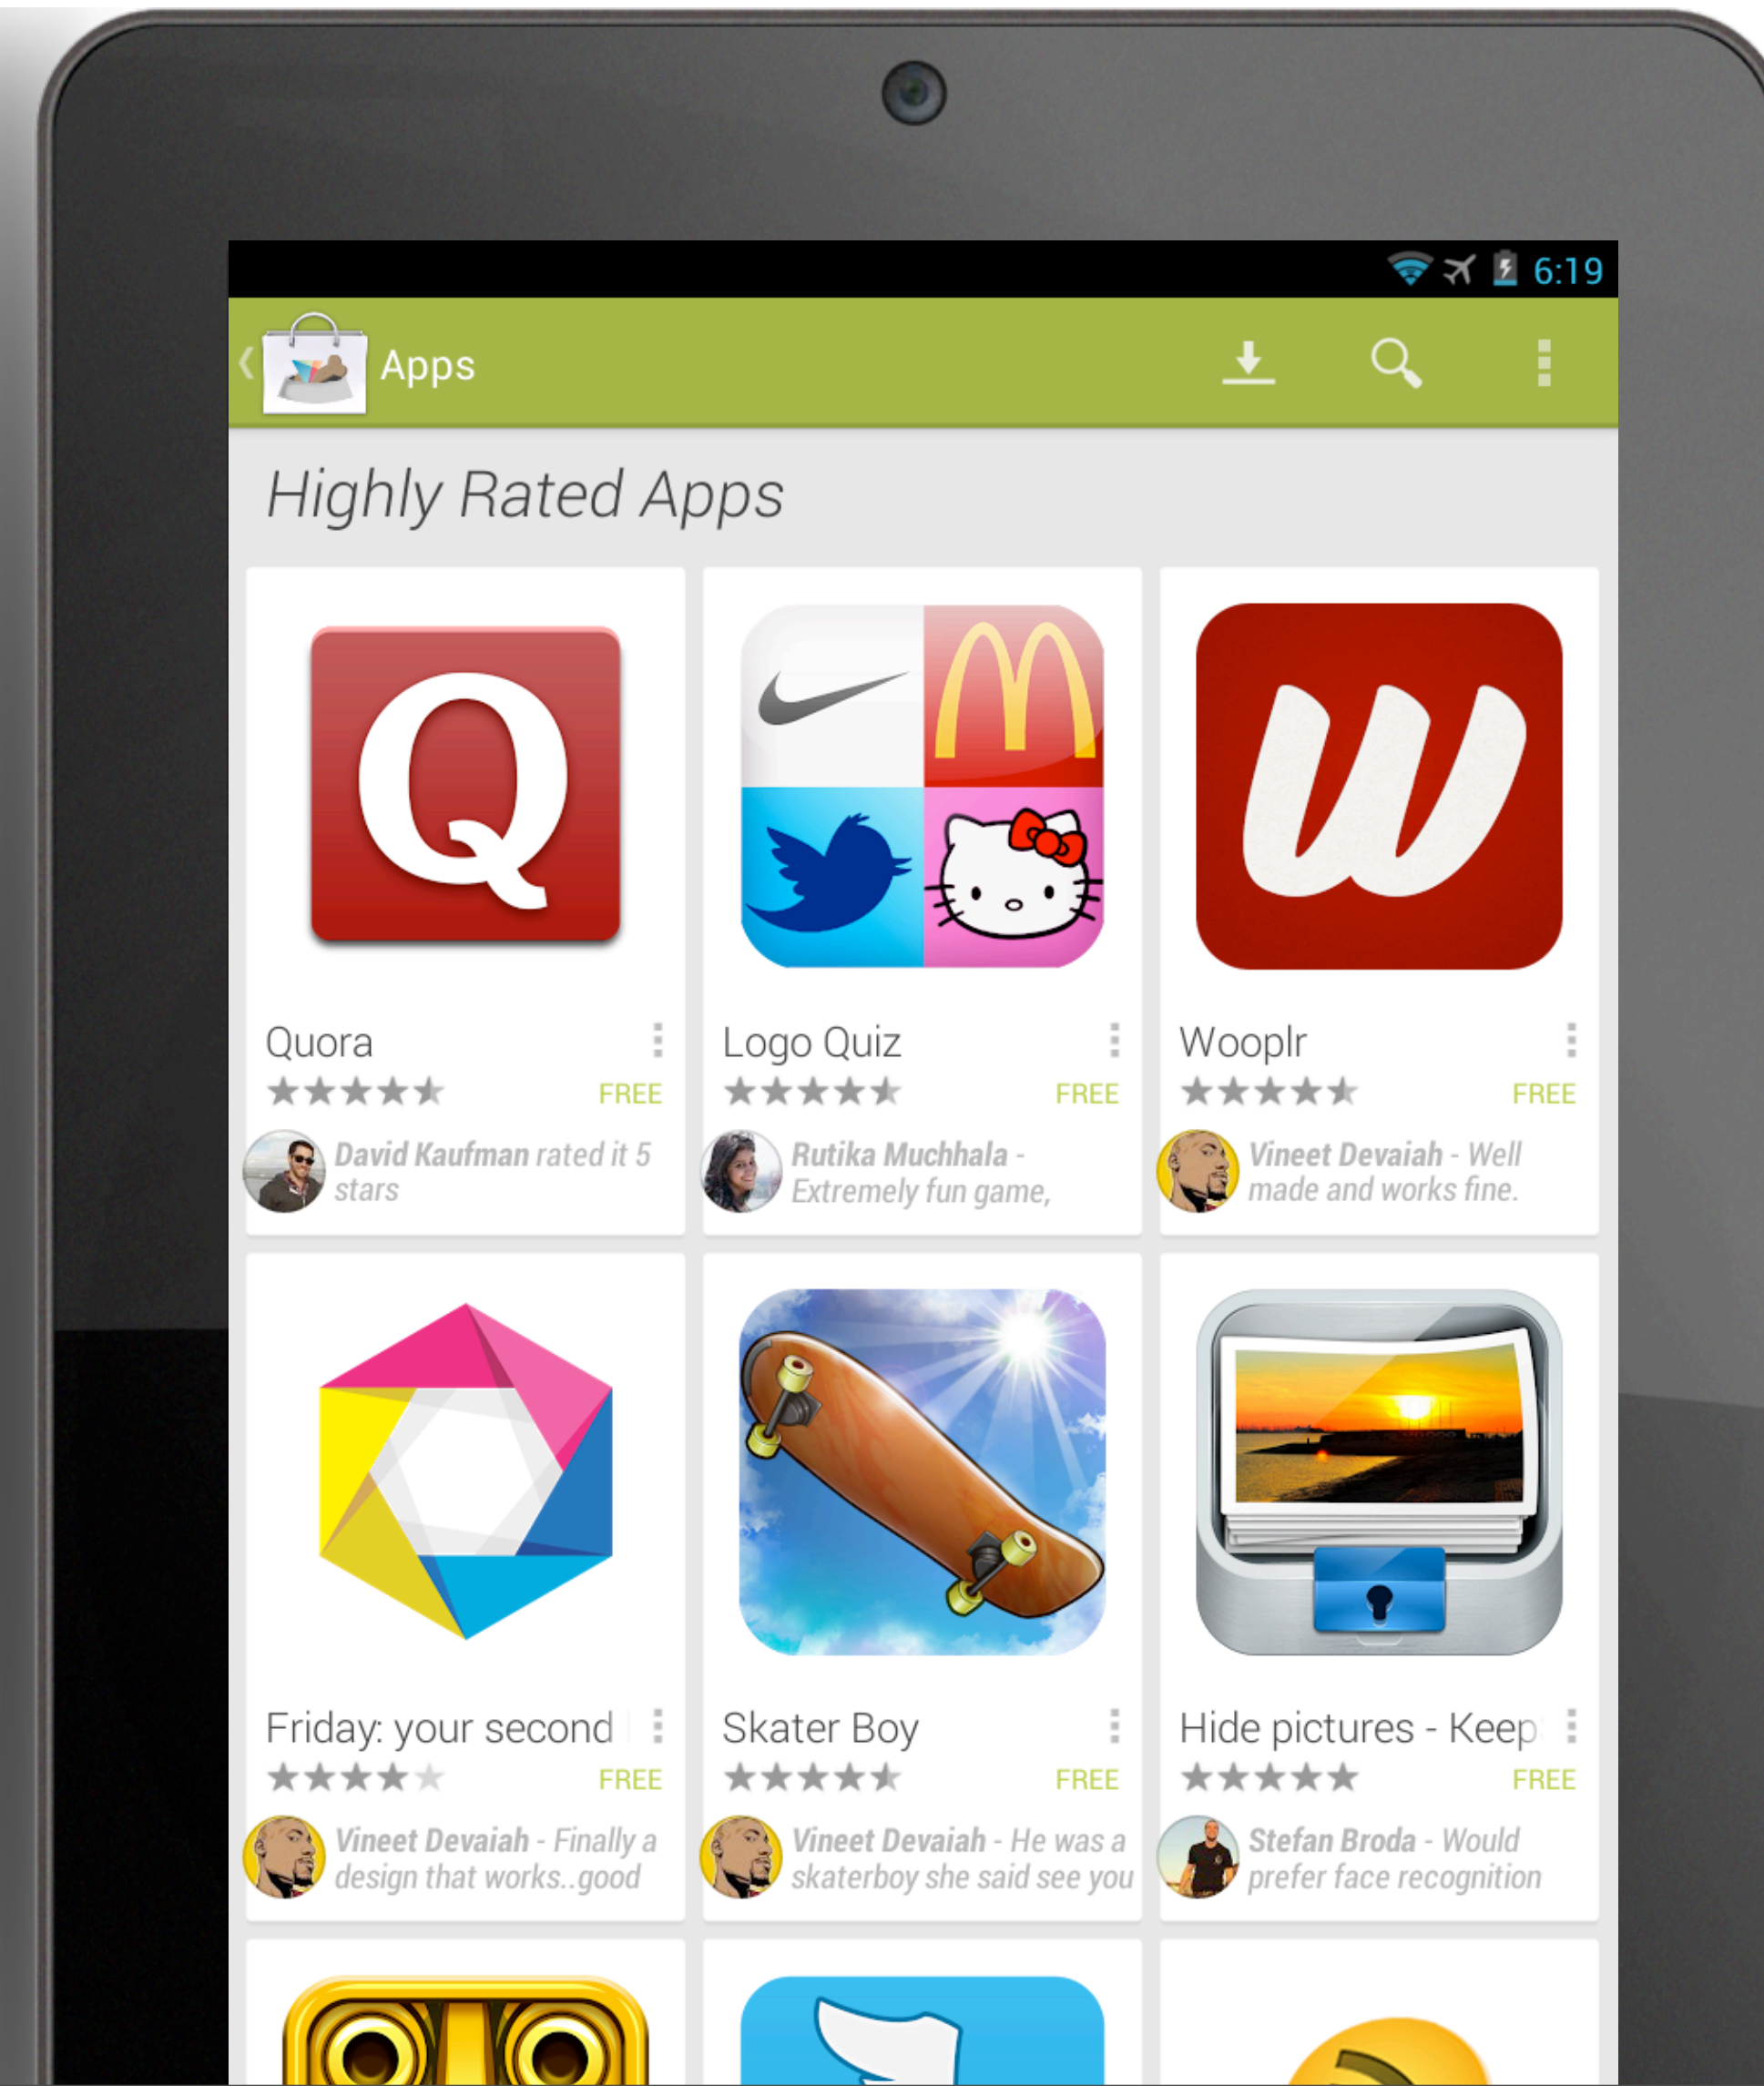 6:19
Apps
Highly Rated Apps
Quora
FREE
David Kaufman rated it 5
stars
Logo Quiz
FREE
Rutika Muchhala -
Extremely fun game,
Wooplr
FREE
Vineet Devaiah - Well
made and works fine.
Friday: your second
FREE
Vineet Devaiah - Finally a
design that works..good
Skater Boy
FREE
Vineet Devaiah - He was a
skaterboy she said see you
Hide pictures - Keep
FREE
Stefan Broda - Would
prefer face recognition